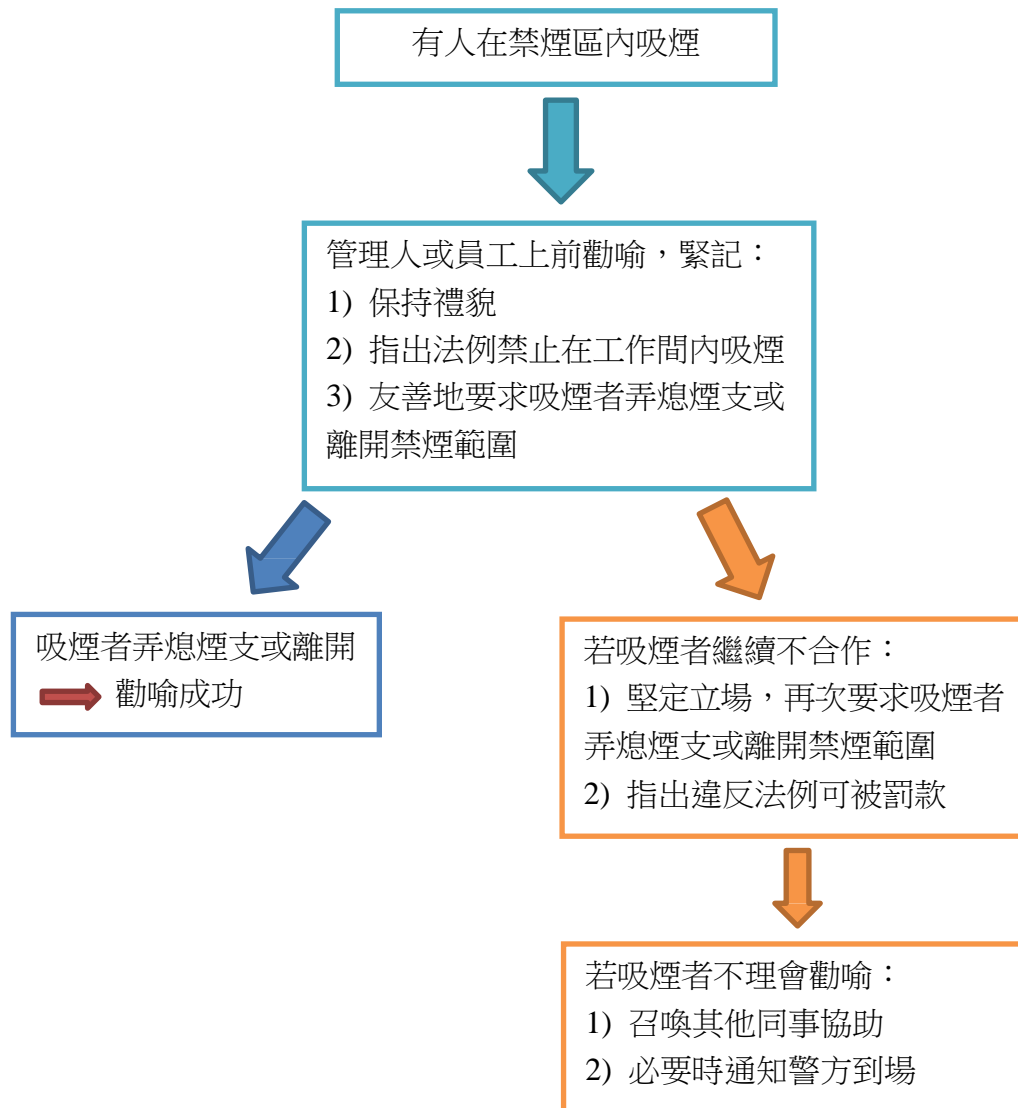 有人在禁煙區內吸煙
管理人或員工上前勸喻，緊記：
1) 保持禮貌
2) 指出法例禁止在工作間內吸煙
3) 友善地要求吸煙者弄熄煙支或
離開禁煙範圍
吸煙者弄熄煙支或離開
勸喻成功
若吸煙者繼續不合作：
1) 堅定立場，再次要求吸煙者
弄熄煙支或離開禁煙範圍
2) 指出違反法例可被罰款
若吸煙者不理會勸喻：
1) 召喚其他同事協助
2) 必要時通知警方到場